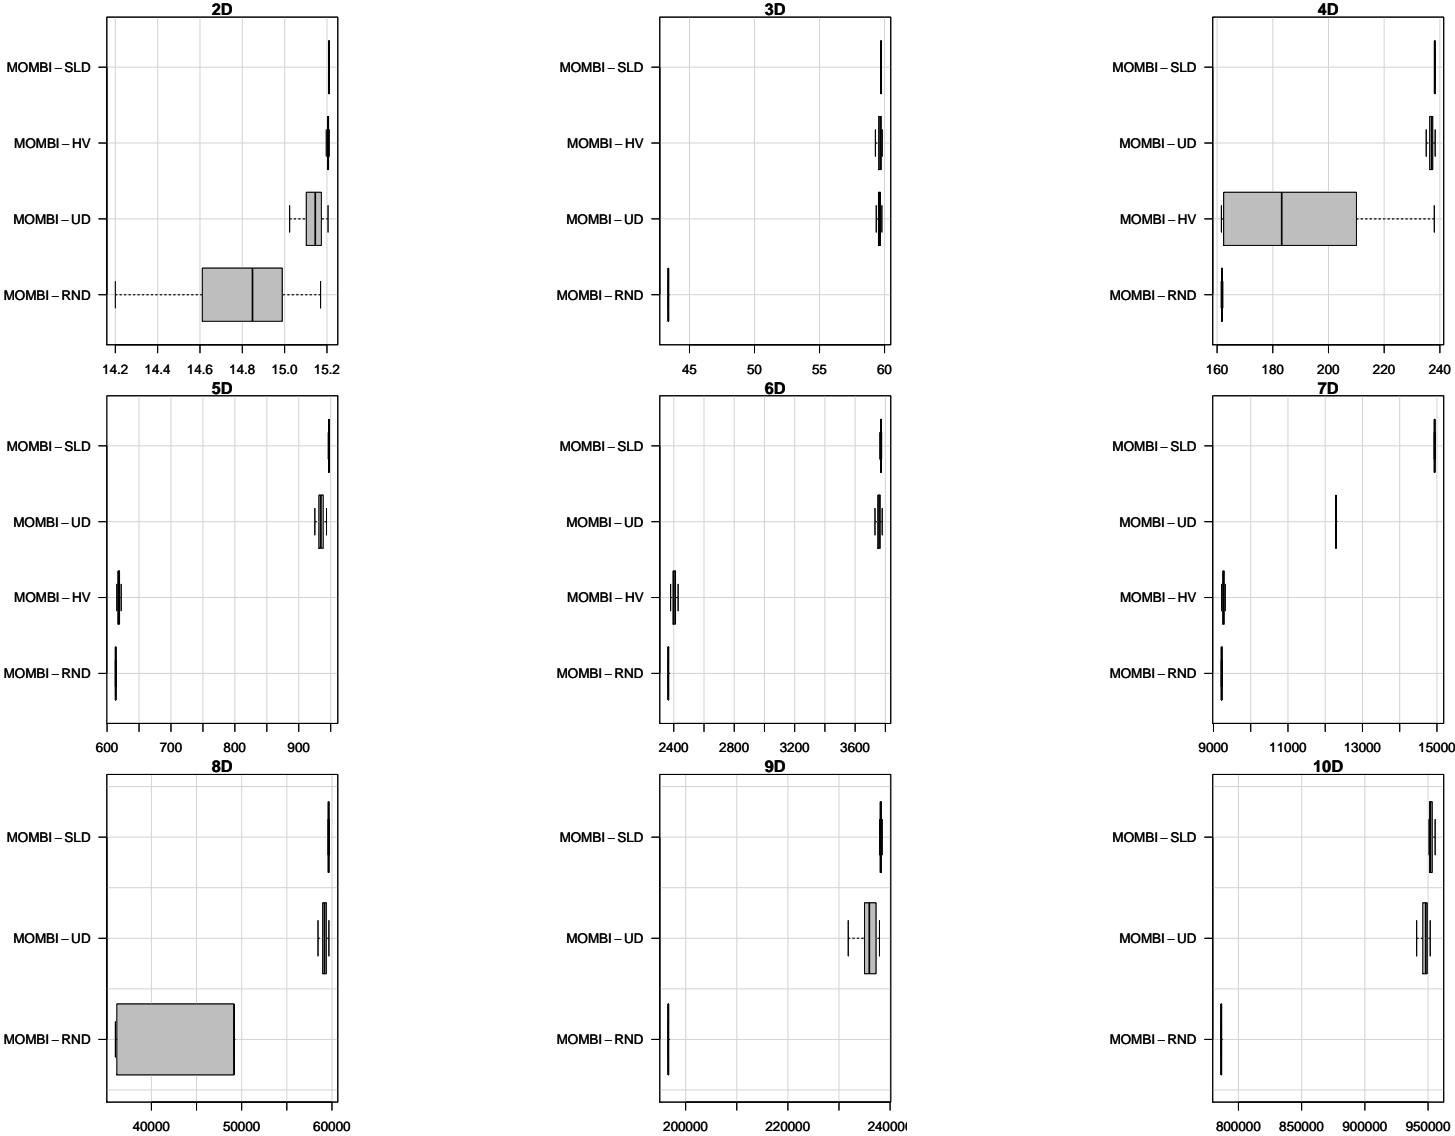 2D
MOMBI−SLD
MOMBI−HV
MOMBI−UD
MOMBI−RND
14.2 14.4 14.6 14.8 15.0 15.2
3D
MOMBI−SLD
MOMBI−HV
MOMBI−UD
MOMBI−RND
45 50 55 60
4D
MOMBI−SLD
MOMBI−UD
MOMBI−HV
MOMBI−RND
160 180 200 220 240
5D
MOMBI−SLD
MOMBI−UD
MOMBI−HV
MOMBI−RND
600 700 800 900
6D
MOMBI−SLD
MOMBI−UD
MOMBI−HV
MOMBI−RND
2400 2800 3200 3600
7D
MOMBI−SLD
MOMBI−UD
MOMBI−HV
MOMBI−RND
9000 11000 13000 15000
8D
MOMBI−SLD
MOMBI−UD
MOMBI−RND
40000 50000 60000
9D
MOMBI−SLD
MOMBI−UD
MOMBI−RND
200000 220000 240000
10D
MOMBI−SLD
MOMBI−UD
MOMBI−RND
800000 850000 900000 950000